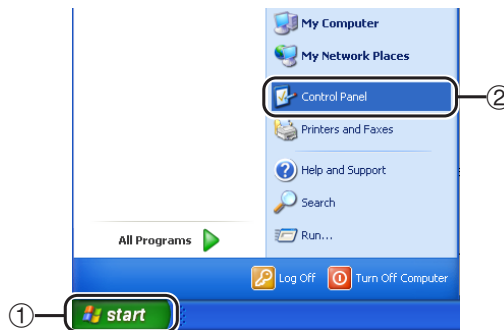 My Computer
My Network Places
Control Panel
②
Printers and Faxes
Help and Support
Search
All Programs
Run...
Log Off
Turn Off Computer
①
start